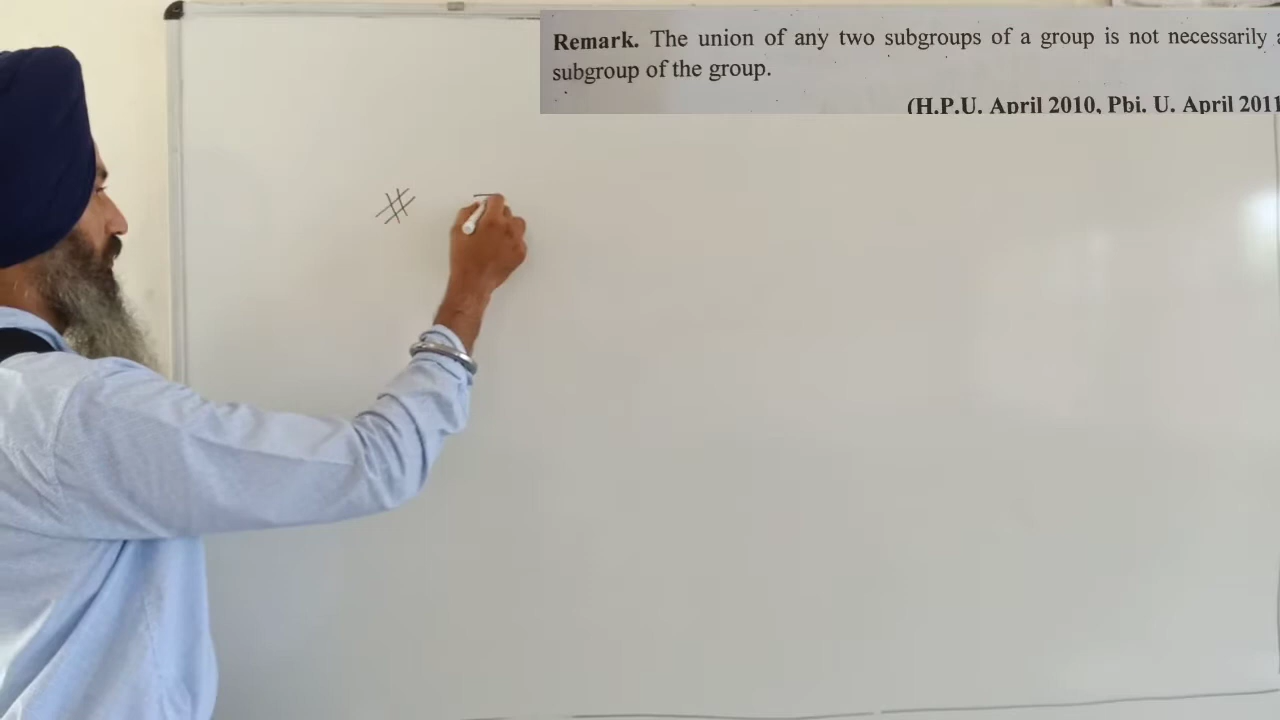 Remark. The union of any two subgroups of a group is not necessarily a
subgroup of the group.
(H.P.U. April 2010, Pbi. U. April 2011
#